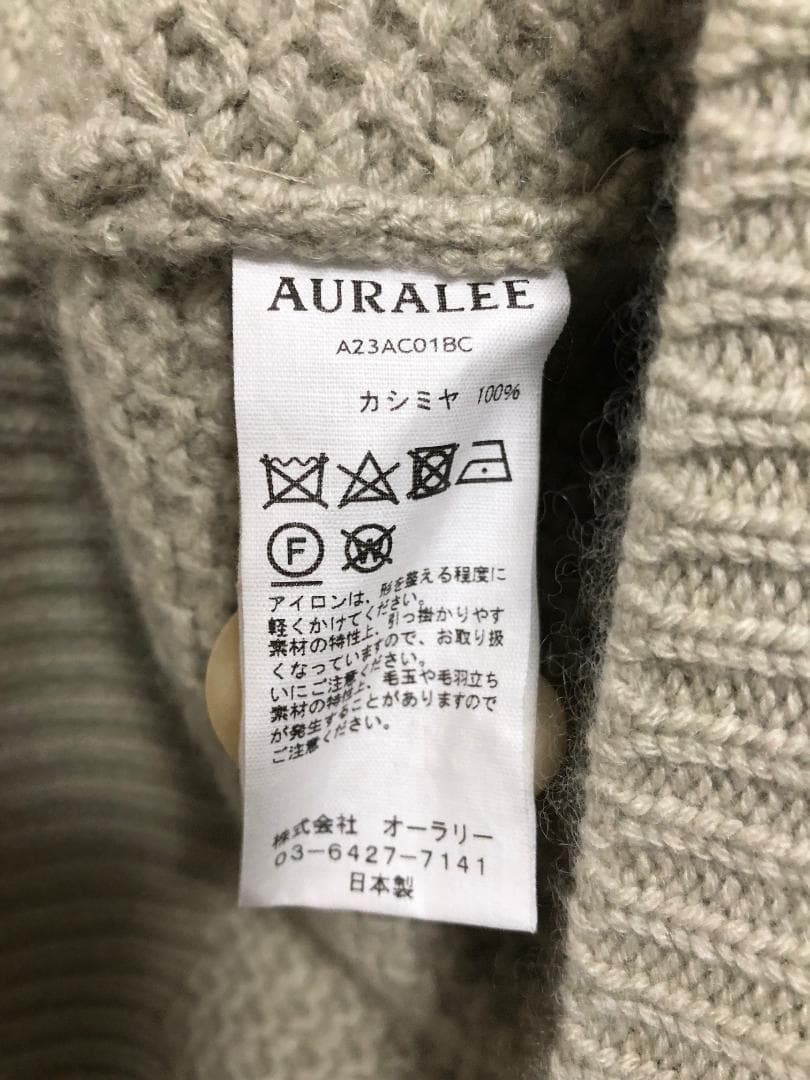 AURALEE
A23AC01BC
カシミヤ 100%
F W
アイロンは、形を整える程度に
軽くかけてください。
素材の特性上、引っ掛かりやす
くなっていますので、お取り扱
いにご注意ください。
素材の特性上、毛玉や毛羽立ち
が発生することがありますので
ご注意ください。
株式会社 オーラリー
03-6427-7141
日本製